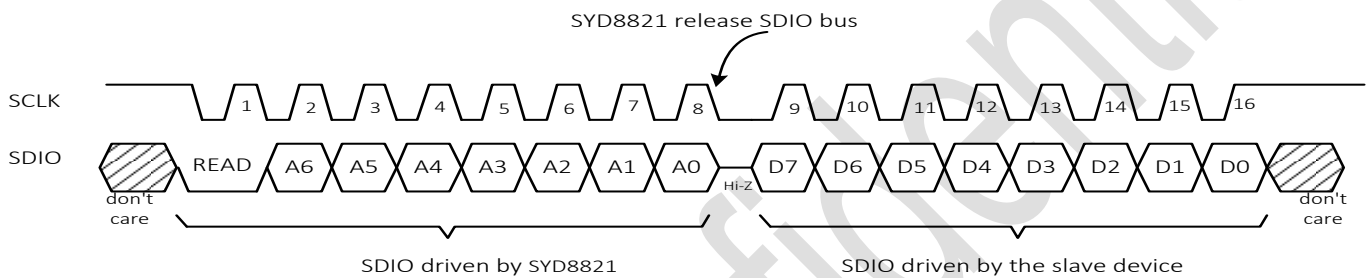 SYD8821 release SDIO bus
SCLK 1 2 3 4 5 6 7 8 9 10 11 12 13 14 15 16
SDIO READ A6 A5 A4 A3 A2 A1 A0 Hi-Z D7 D6 D5 D4 D3 D2 D1 D0
don't don't
care care
SDIO driven by SYD8821 SDIO driven by the slave device